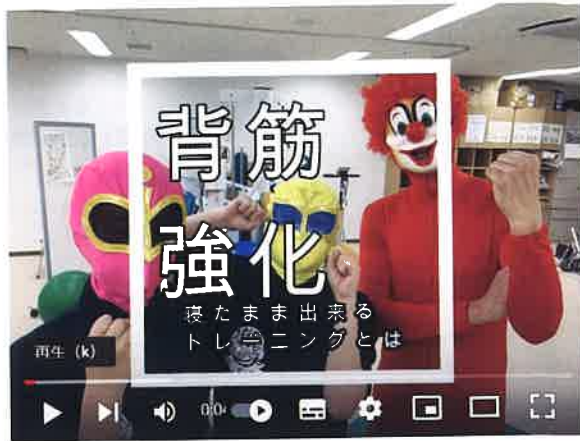 背筋
強化
寝たまま出来る
トレーニングとは
再生 (k)